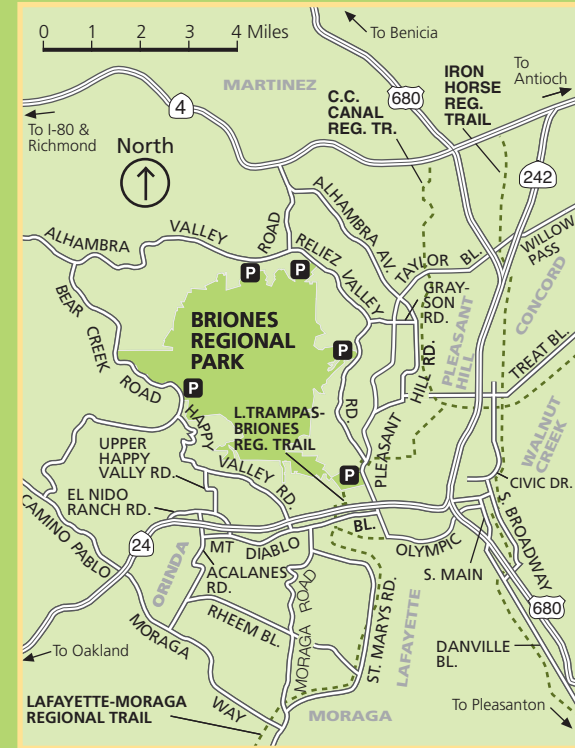 0 1 2 3 4 Miles
To Benicia
MARTINEZ
680
IRON
HORSE
REG.
TRAIL
To
Antioch
C.C.
CANAL
REG. TR.
4
To I-80 &
Richmond
North
242
ALHAMBRA AV.
ALHAMBRA
VALLEY
ROAD
RELIEZ
VALLEY
RD.
TAYLOR BL.
WILLOW
PASS
GRAY-
SON
RD.
CONCORD
BEAR
CREEK
ROAD
P
P
P
P
P
BRIONES
REGIONAL
PARK
PLEASANT
HILL
HILL RD.
PLEASANT
TREAT BL.
L.TRAMPAS-
BRIONES
REG. TRAIL
HAPPY
VALLEY RD.
UPPER
HAPPY
VALLY RD.
WALNUT
CREEK
EL NIDO
RANCH RD.
CIVIC DR.
S. BROADWAY
CAMINO PABLO
24
MT DIABLO
BL.
OLYMPIC
S. MAIN
ORINDA
ACALANES
RD.
680
RHEEM BL.
MORAGA ROAD
ST. MARYS RD.
LAFAYETTE
To Oakland
MORAGA
WAY
DANVILLE
BL.
LAFAYETTE-MORAGA
REGIONAL TRAIL
MORAGA
To Pleasanton